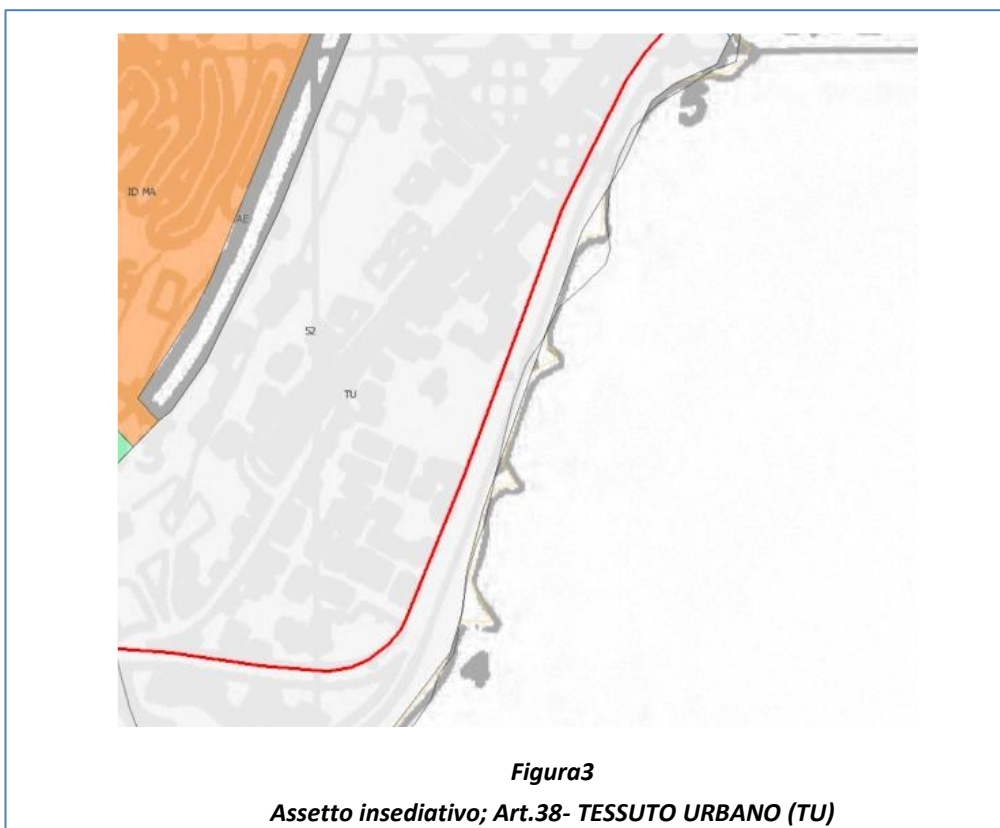 5
ID MA
AE
52
TU
4
Figura3
Assetto insediativo; Art.38- TESSUTO URBANO (TU)